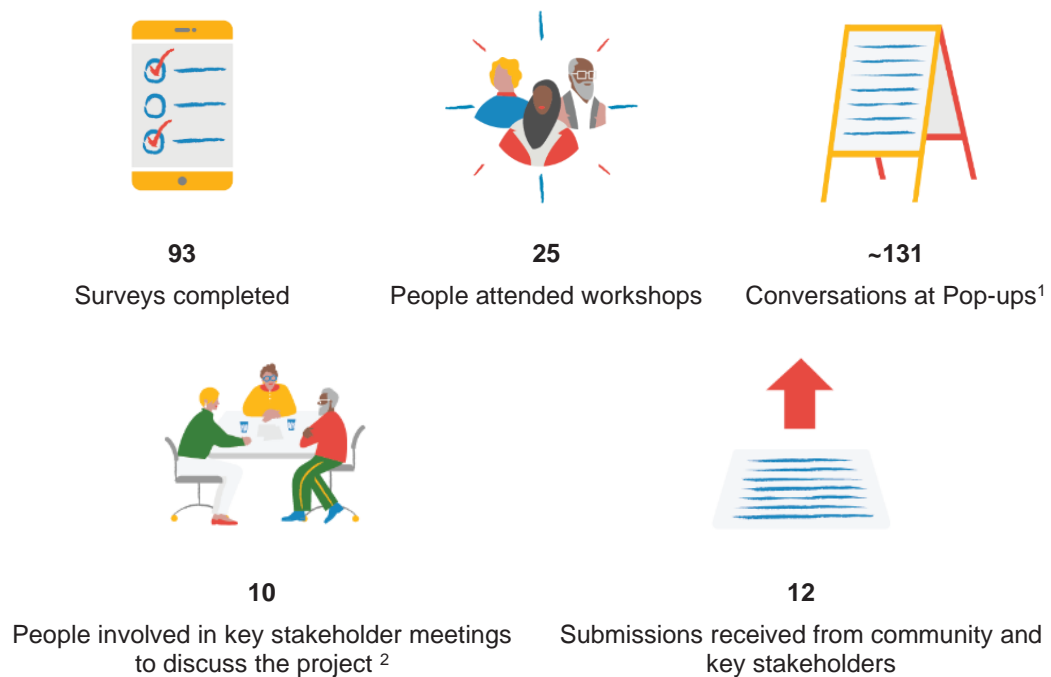 93
Surveys completed
25
People attended workshops
~131
Conversations at Pop-ups¹
10
People involved in key stakeholder meetings
to discuss the project ²
12
Submissions received from community and
key stakeholders